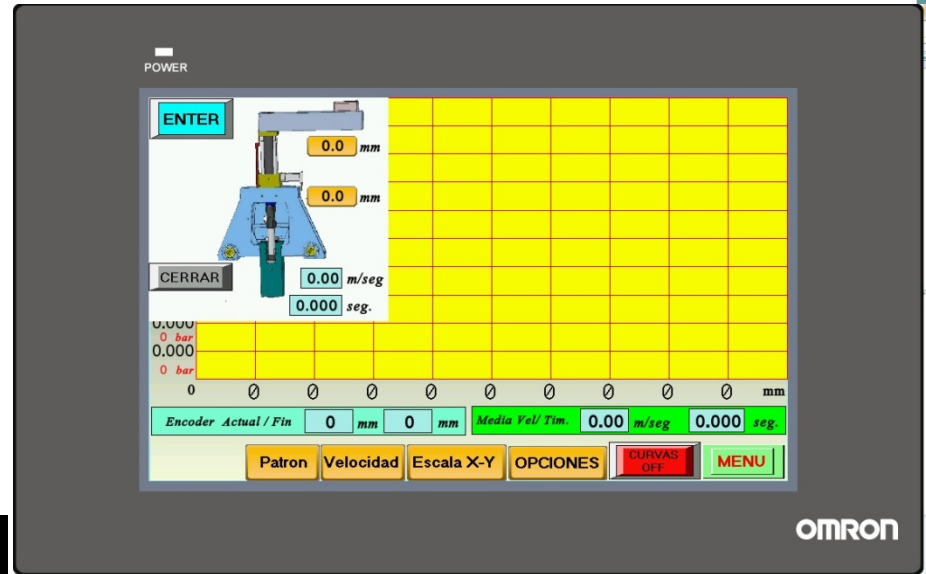 POWER
ENTER
0.0 mm
0.0 mm
CERRAR
0.00 m/seg
0.000 seg.
0.000
0 bar
0.000
0 bar
0 0 0 0 0 0 0 0 0 0 mm
Encoder Actual / Fin 0 mm 0 mm Media Vel/ Tim. 0.00 m/seg 0.000 seg.
Patron Velocidad Escala X-Y OPCIONES CURVAS OFF MENU
OMRON